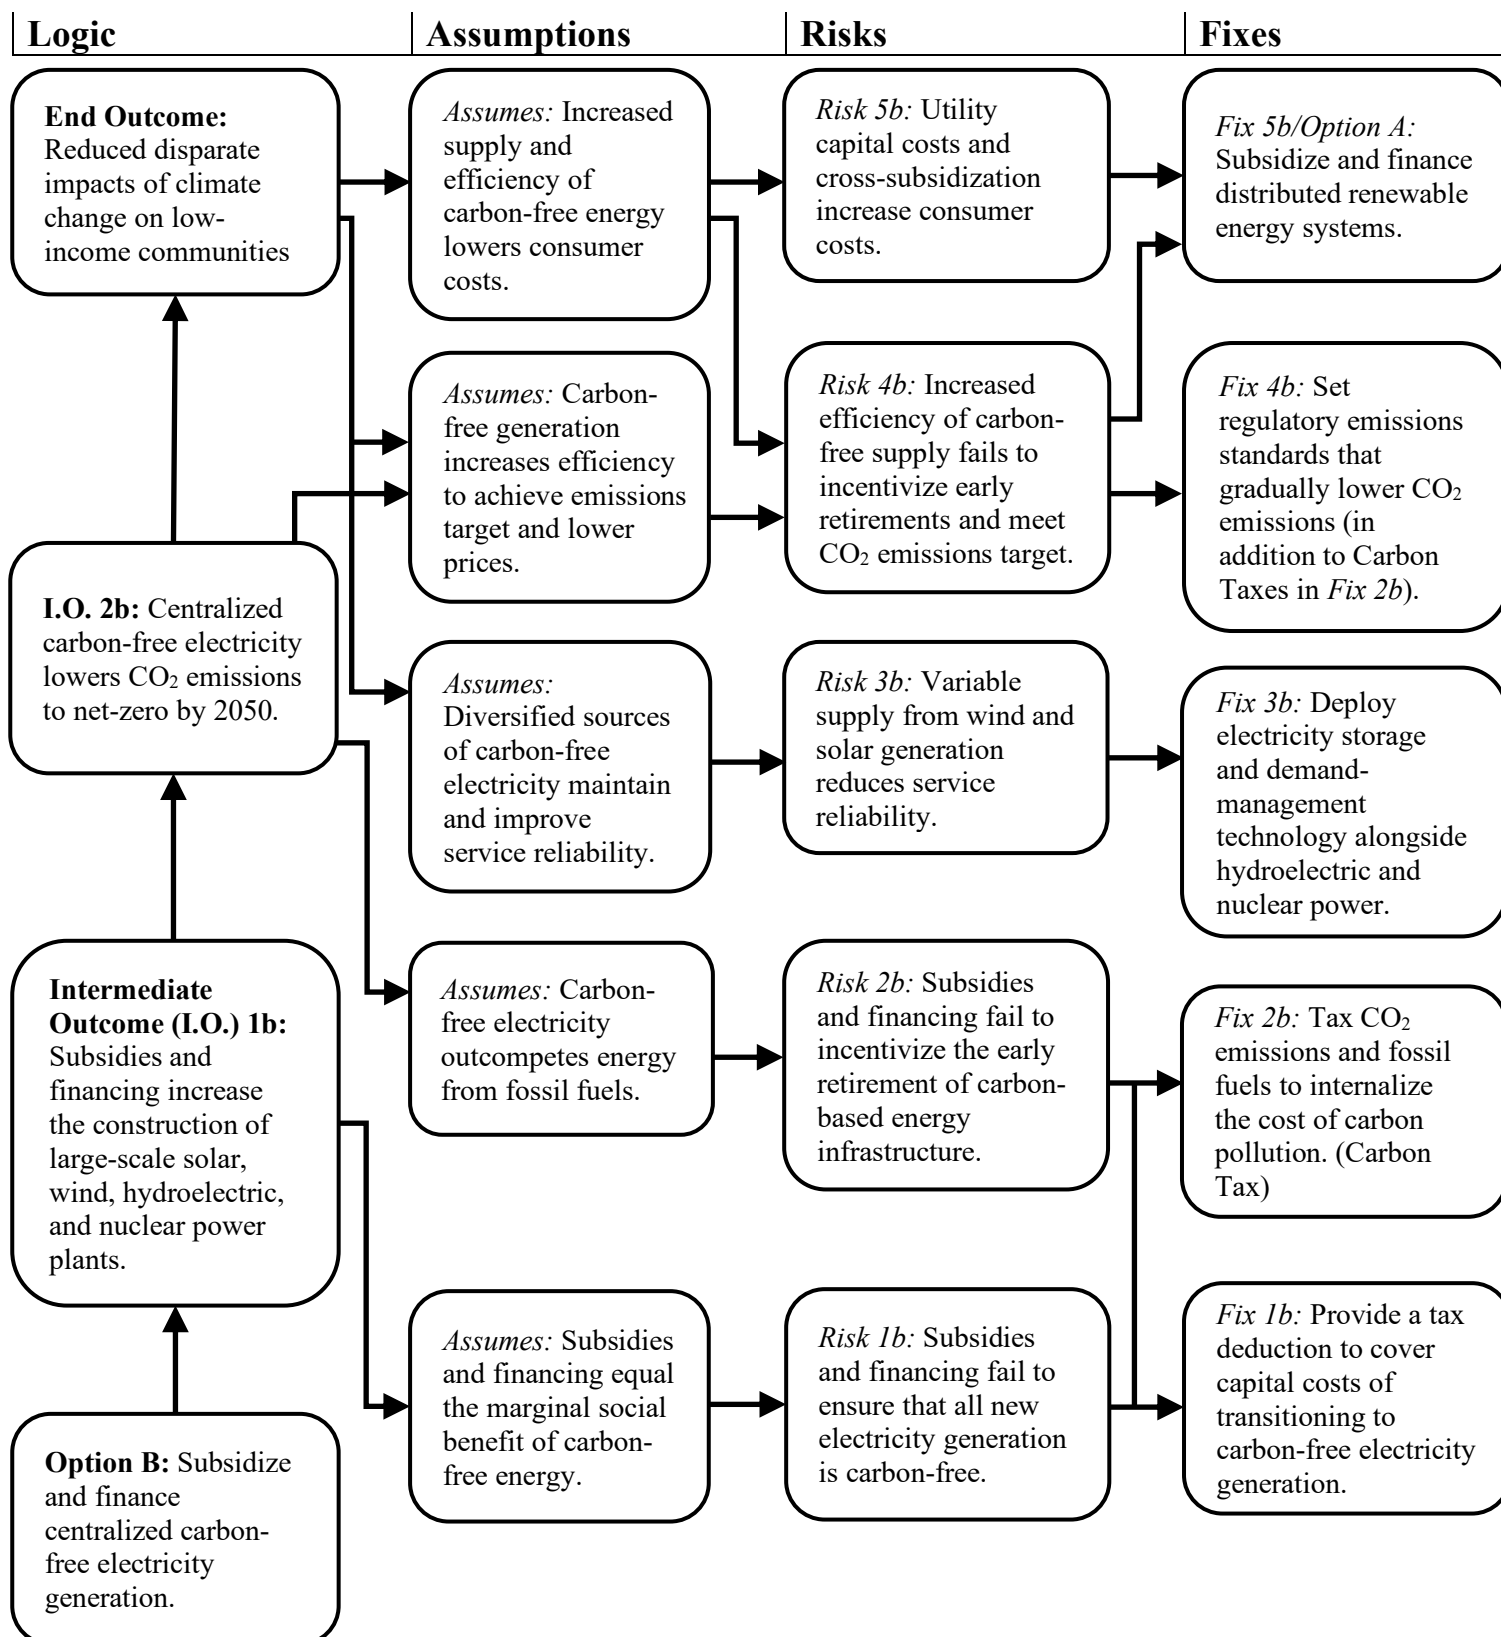 Logic
Assumptions
Risks
Fixes
End Outcome:
Reduced disparate
impacts of climate
change on low-
income communities
I.O. 2b: Centralized
carbon-free electricity
lowers CO₂ emissions
to net-zero by 2050.
Intermediate
Outcome (I.O.) 1b:
Subsidies and
financing increase
the construction of
large-scale solar,
wind, hydroelectric,
and nuclear power
plants.
Option B: Subsidize
and finance
centralized carbon-
free electricity
generation.
Assumes: Increased
supply and
efficiency of
carbon-free energy
lowers consumer
costs.
Assumes: Carbon-
free generation
increases efficiency
to achieve emissions
target and lower
prices.
Assumes:
Diversified sources
of carbon-free
electricity maintain
and improve
service reliability.
Assumes: Carbon-
free electricity
outcompetes energy
from fossil fuels.
Assumes: Subsidies
and financing equal
the marginal social
benefit of carbon-
free energy.
Risk 5b: Utility
capital costs and
cross-subsidization
increase consumer
costs.
Risk 4b: Increased
efficiency of carbon-
free supply fails to
incentivize early
retirements and meet
CO₂ emissions target.
Risk 3b: Variable
supply from wind and
solar generation
reduces service
reliability.
Risk 2b: Subsidies
and financing fail to
incentivize the early
retirement of carbon-
based energy
infrastructure.
Risk 1b: Subsidies
and financing fail to
ensure that all new
electricity generation
is carbon-free.
Fix 5b/Option A:
Subsidize and finance
distributed renewable
energy systems.
Fix 4b: Set
regulatory emissions
standards that
gradually lower CO₂
emissions (in
addition to Carbon
Taxes in Fix 2b).
Fix 3b: Deploy
electricity storage
and demand-
management
technology alongside
hydroelectric and
nuclear power.
Fix 2b: Tax CO₂
emissions and fossil
fuels to internalize
the cost of carbon
pollution. (Carbon
Tax)
Fix 1b: Provide a tax
deduction to cover
capital costs of
transitioning to
carbon-free electricity
generation.